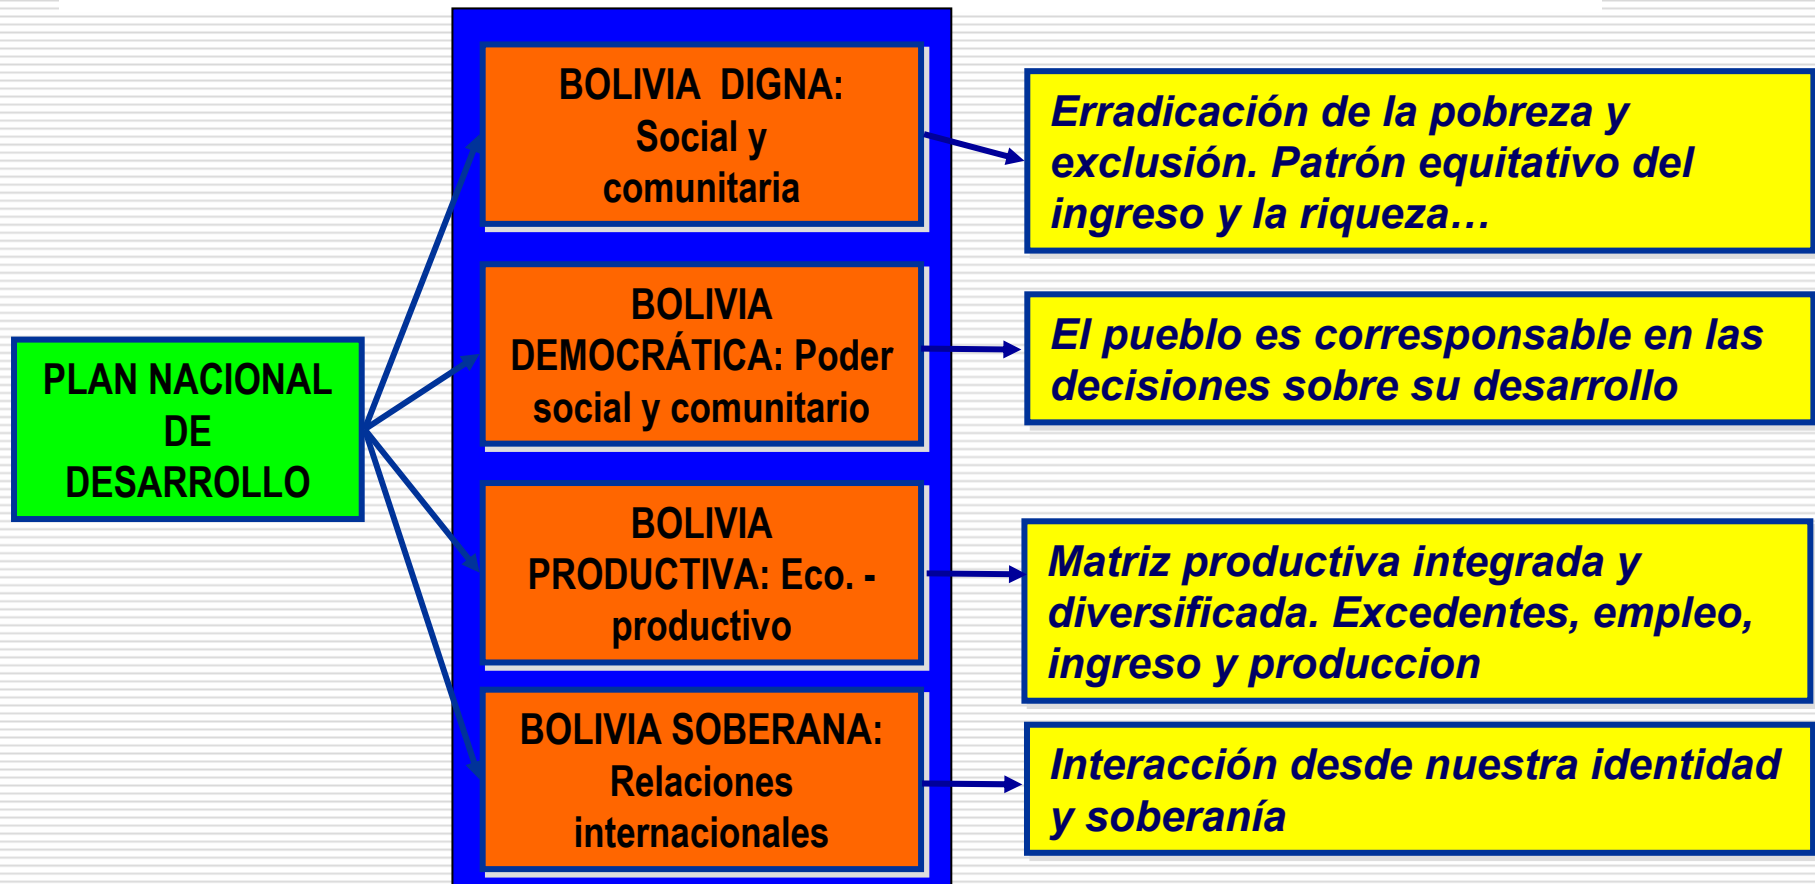 PLAN NACIONAL
DE
DESARROLLO
BOLIVIA DIGNA:
Social y
comunitaria
Erradicación de la pobreza y
exclusión. Patrón equitativo del
ingreso y la riqueza…
BOLIVIA
DEMOCRÁTICA: Poder
social y comunitario
El pueblo es corresponsable en las
decisiones sobre su desarrollo
BOLIVIA
PRODUCTIVA: Eco. -
productivo
Matriz productiva integrada y
diversificada. Excedentes, empleo,
ingreso y produccion
BOLIVIA SOBERANA:
Relaciones
internacionales
Interacción desde nuestra identidad
y soberanía